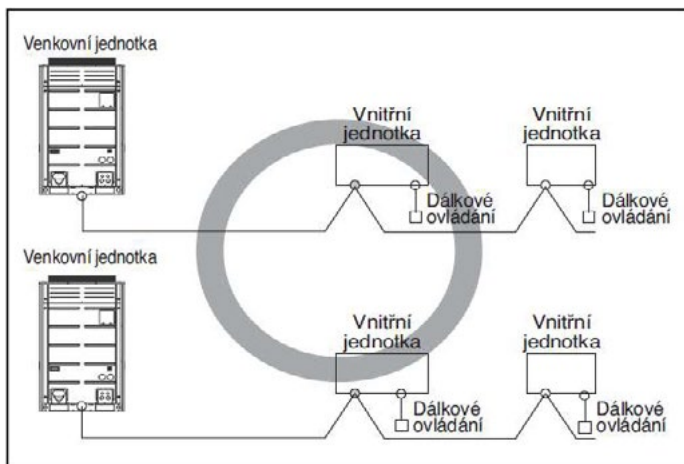 Venkovní jednotka
Vnitřní
jednotka
Vnitřní
jednotka
Dálkové
ovládání
Dálkové
ovládání
Venkovní jednotka
Vnitřní
jednotka
Vnitřní
jednotka
Dálkové
ovládání
Dálkové
ovládání